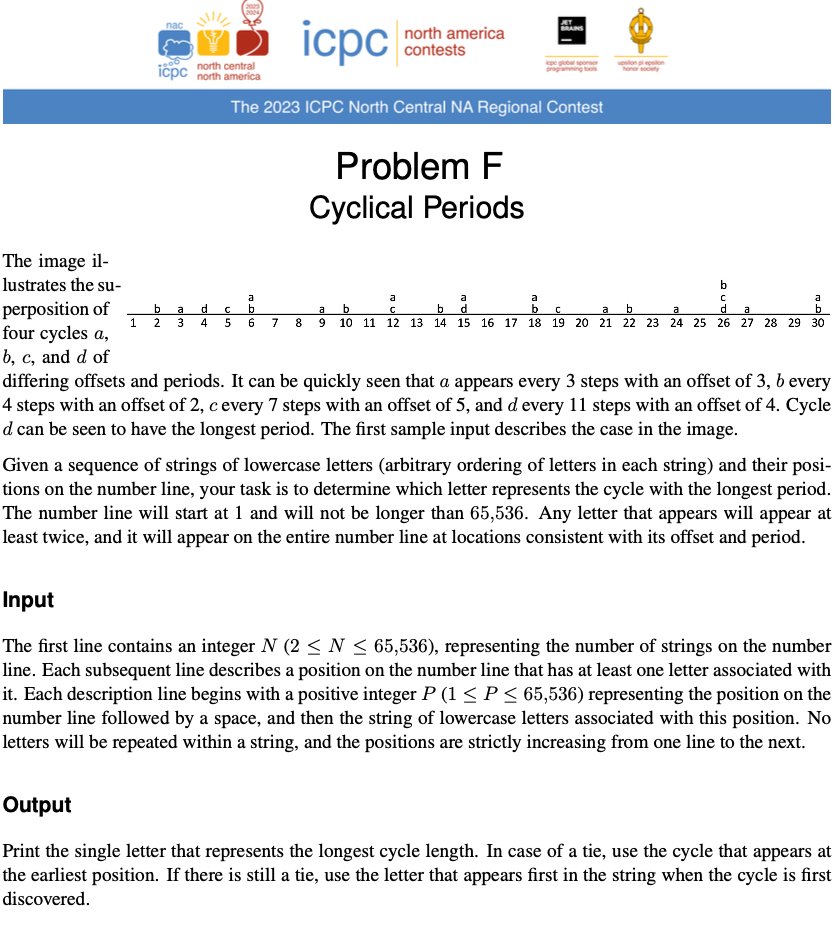 nac
2023
2024
icpc
north central
north america
icpc
north america
contests
JET
BRAINS
icpc global sponsor
programming tools
upsilon pi epsilon
honor society
The 2023 ICPC North Central NA Regional Contest
Problem F
Cyclical Periods
The image il-
lustrates the su-
perposition of
four cycles a,
b, c, and d of
b
a a a a c a
b a d c b a b c b d b c a b a d a b
1 2 3 4 5 6 7 8 9 10 11 12 13 14 15 16 17 18 19 20 21 22 23 24 25 26 27 28 29 30
differing offsets and periods. It can be quickly seen that a appears every 3 steps with an offset of 3, b every
4 steps with an offset of 2, c every 7 steps with an offset of 5, and d every 11 steps with an offset of 4. Cycle
d can be seen to have the longest period. The first sample input describes the case in the image.
Given a sequence of strings of lowercase letters (arbitrary ordering of letters in each string) and their posi-
tions on the number line, your task is to determine which letter represents the cycle with the longest period.
The number line will start at 1 and will not be longer than 65,536. Any letter that appears will appear at
least twice, and it will appear on the entire number line at locations consistent with its offset and period.
Input
The first line contains an integer N (2 ≤ N ≤ 65,536), representing the number of strings on the number
line. Each subsequent line describes a position on the number line that has at least one letter associated with
it. Each description line begins with a positive integer P (1 ≤ P ≤ 65,536) representing the position on the
number line followed by a space, and then the string of lowercase letters associated with this position. No
letters will be repeated within a string, and the positions are strictly increasing from one line to the next.
Output
Print the single letter that represents the longest cycle length. In case of a tie, use the cycle that appears at
the earliest position. If there is still a tie, use the letter that appears first in the string when the cycle is first
discovered.